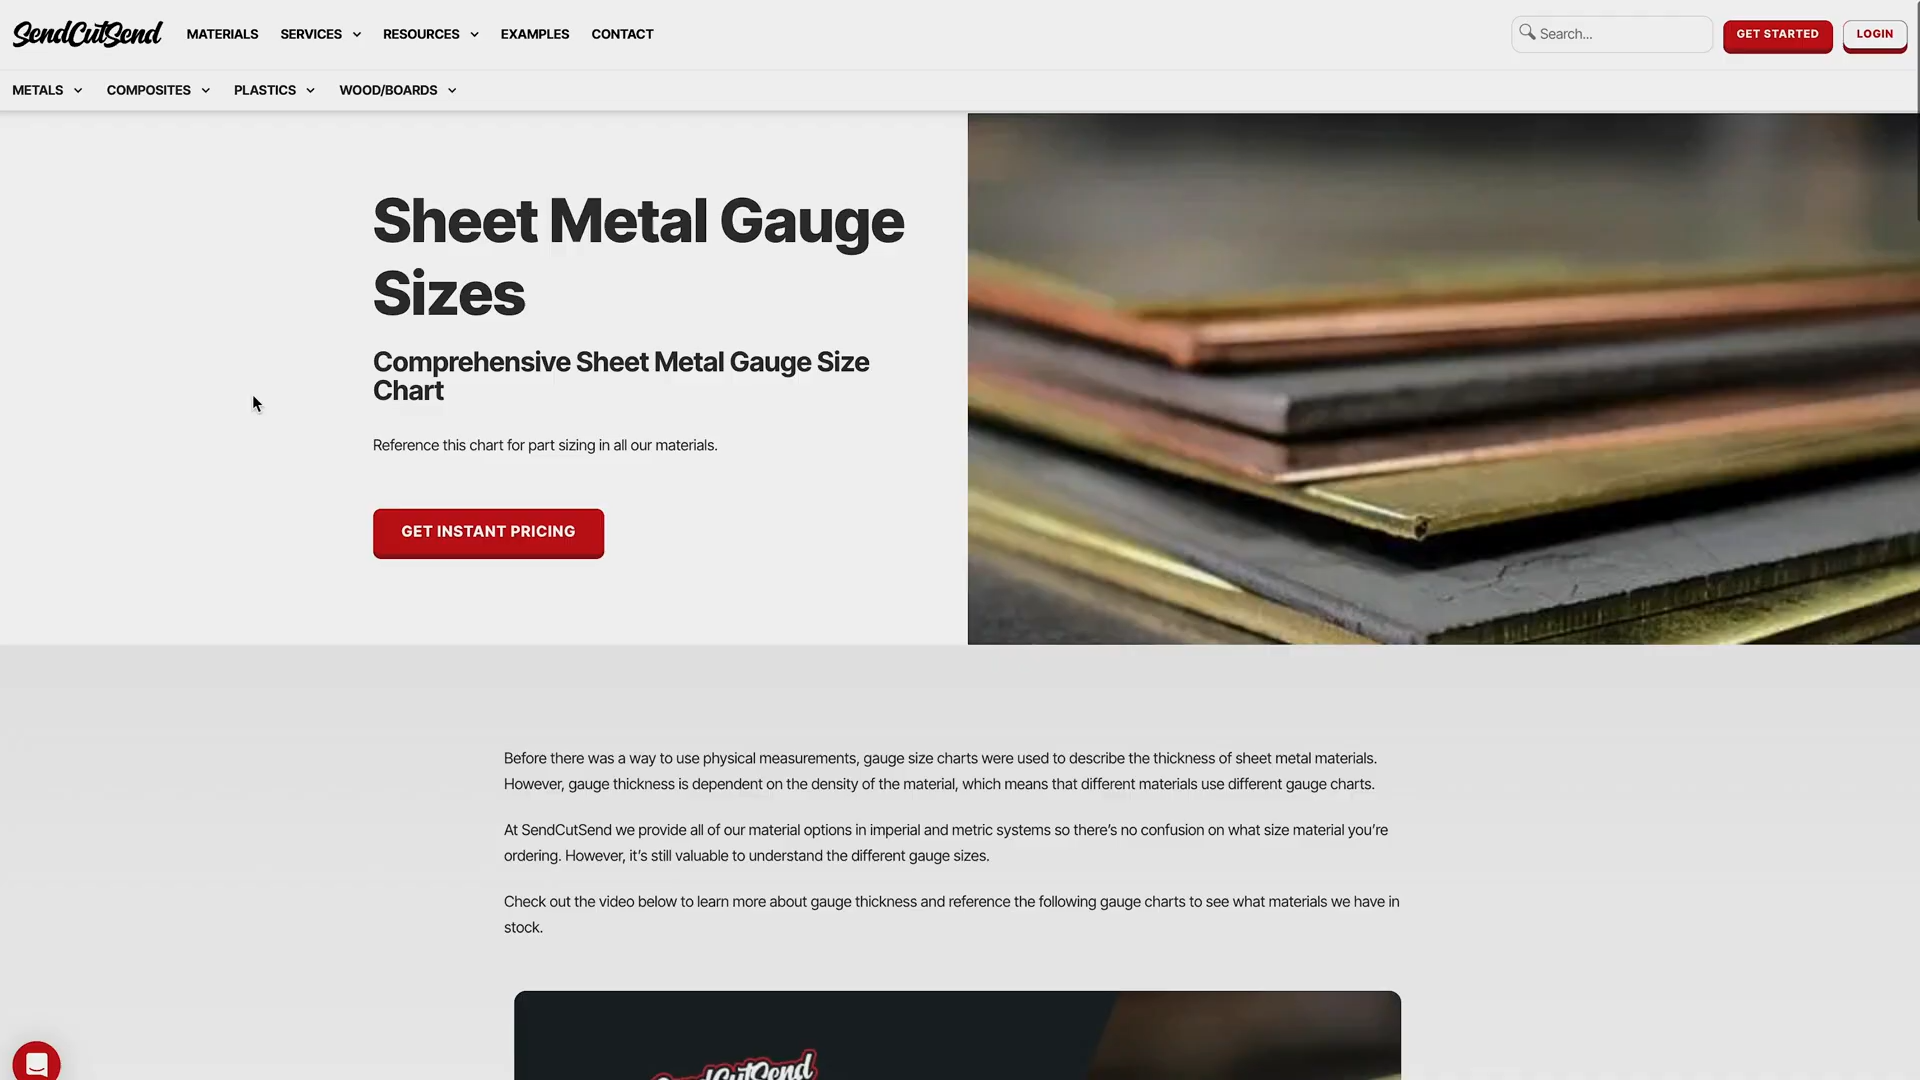 SendCutSend
MATERIALS
SERVICES
RESOURCES
EXAMPLES
CONTACT
Search...
GET STARTED
LOGIN
METALS
COMPOSITES
PLASTICS
WOOD/BOARDS
Sheet Metal Gauge
Sizes
Comprehensive Sheet Metal Gauge Size
Chart
Reference this chart for part sizing in all our materials.
GET INSTANT PRICING
Before there was a way to use physical measurements, gauge size charts were used to describe the thickness of sheet metal materials.
However, gauge thickness is dependent on the density of the material, which means that different materials use different gauge charts.
At SendCutSend we provide all of our material options in imperial and metric systems so there's no confusion on what size material you're
ordering. However, it's still valuable to understand the different gauge sizes.
Check out the video below to learn more about gauge thickness and reference the following gauge charts to see what materials we have in
stock.
SendCutSend